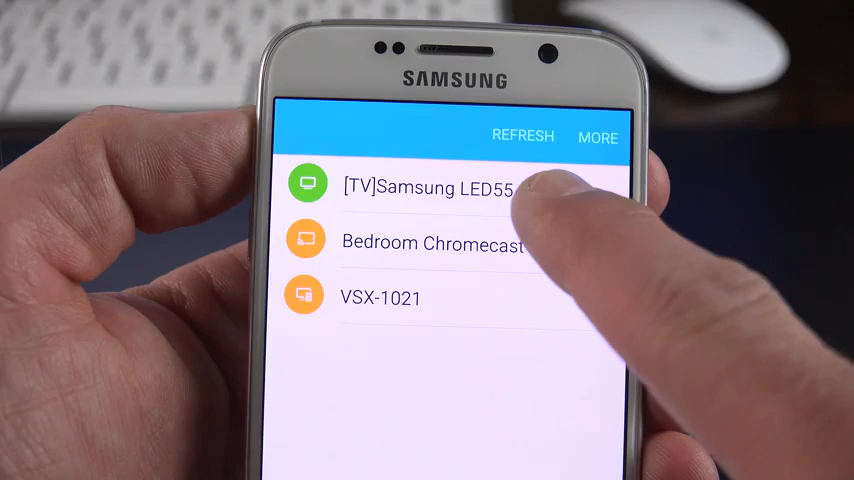 SAMSUNG
REFRESH MORE
[TV]Samsung LED55
Bedroom Chromecast
VSX-1021